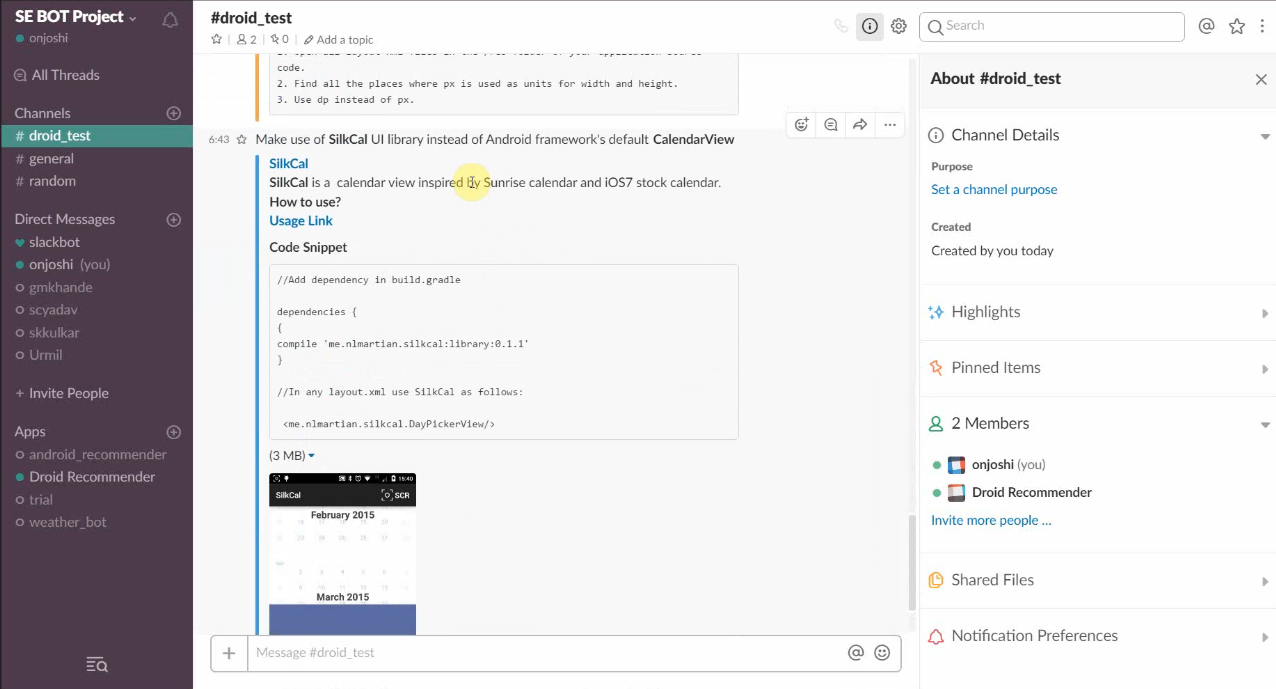 SE BOT Project
onjoshi
All Threads
Channels
# droid_test
# general
# random
Direct Messages
slackbot
onjoshi (you)
gmkhande
scyadav
skkulkar
Urmil
+ Invite People
Apps
android_recommender
Droid Recommender
trial
weather_bot
#droid_test
2
0
Add a topic
Search
code.
2. Find all the places where px is used as units for width and height.
3. Use dp instead of px.
6:43 Make use of SilkCal UI library instead of Android framework's default CalendarView
SilkCal
SilkCal is a calendar view inspired by Sunrise calendar and iOS7 stock calendar.
How to use?
Usage Link
Code Snippet
//Add dependency in build.gradle
dependencies {
{
compile 'me.nlmartian.silkcal:library:0.1.1'
}
//In any layout.xml use SilkCal as follows:
<me.nlmartian.silkcal.DayPickerView/>
(3 MB)
15:40
SilkCal SCR
February 2015
March 2015
Message #droid_test
About #droid_test
Channel Details
Purpose
Set a channel purpose
Created
Created by you today
Highlights
Pinned Items
2 Members
onjoshi (you)
Droid Recommender
Invite more people ...
Shared Files
Notification Preferences